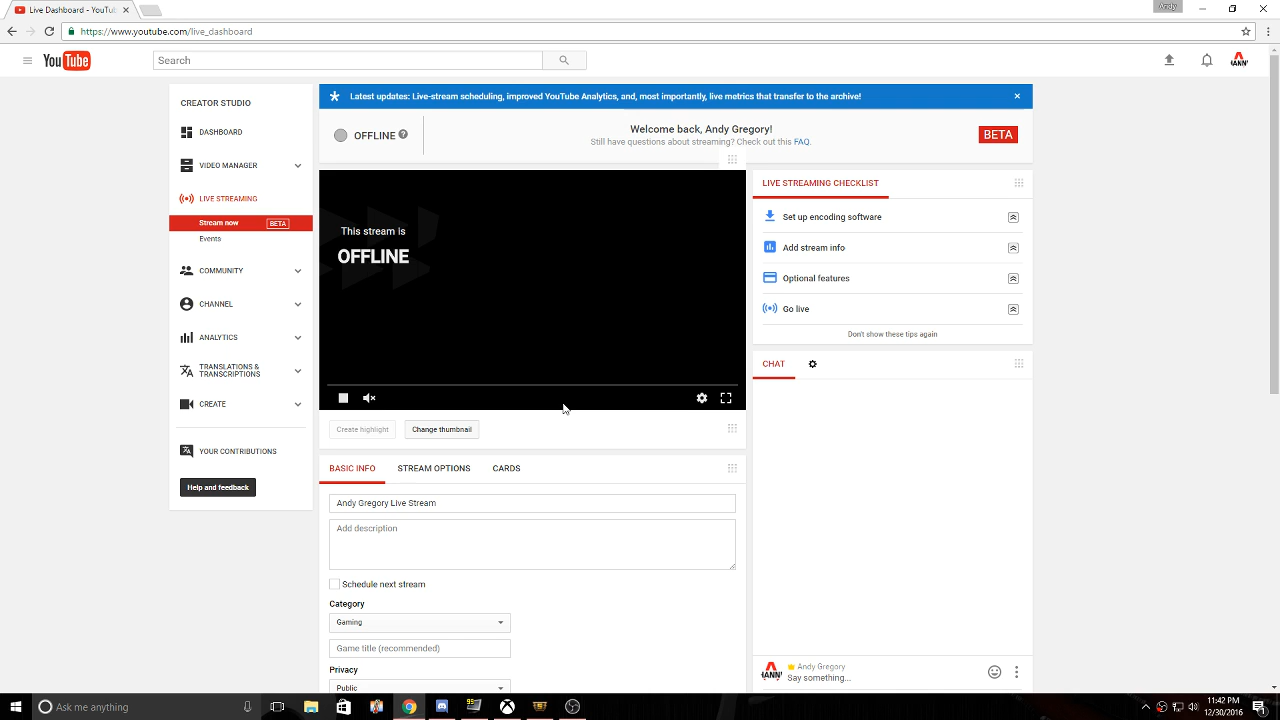 Live Dashboard - YouTu
Andy
https://www.youtube.com/live_dashboard
YouTube
Search
CREATOR STUDIO
DASHBOARD
VIDEO MANAGER
LIVE STREAMING
Stream now BETA
Events
COMMUNITY
CHANNEL
ANALYTICS
TRANSLATIONS &
TRANSCRIPTIONS
CREATE
YOUR CONTRIBUTIONS
Help and feedback
Latest updates: Live-stream scheduling, improved YouTube Analytics, and, most importantly, live metrics that transfer to the archive!
OFFLINE ?
Welcome back, Andy Gregory!
Still have questions about streaming? Check out this FAQ.
BETA
This stream is
OFFLINE
Create highlight Change thumbnail
BASIC INFO STREAM OPTIONS CARDS
Andy Gregory Live Stream
Add description
Schedule next stream
Category
Gaming
Game title (recommended)
Privacy
Public
LIVE STREAMING CHECKLIST
Set up encoding software
Add stream info
Optional features
Go live
Don't show these tips again
CHAT
Andy Gregory
Say something...
Ask me anything
11:42 PM
12/30/2016